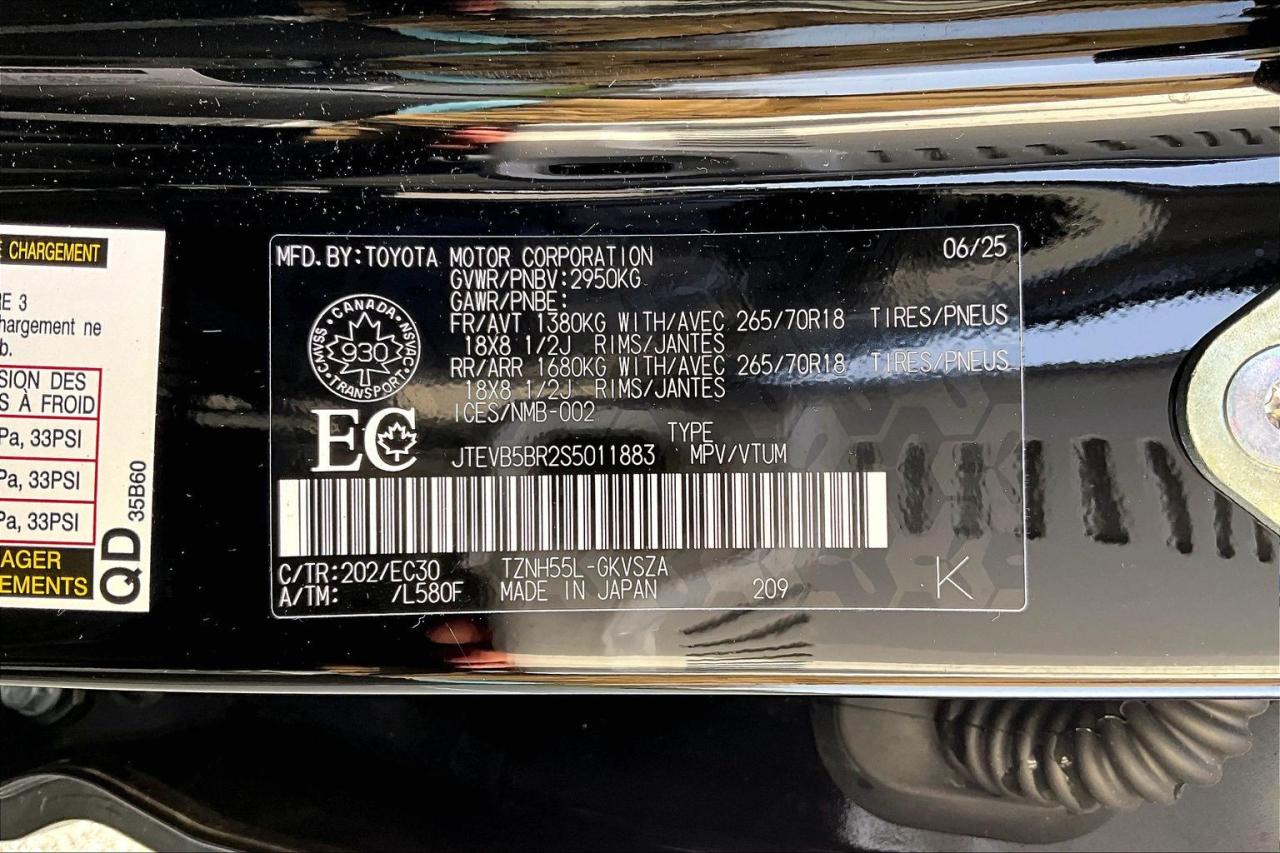 E CHARGEMENT
RE 3
chargement ne
b.
SION DES
S À FROID
Pa, 33PSI
Pa, 33PSI
Pa, 33PSI
AGER
EMENTS
QD
35B60
MFD.BY:TOYOTA MOTOR CORPORATION 06/25
GVWR/PNBV:2950KG
GAWR/PNBE:
FR/AVT 1380KG WITH/AVEC 265/70R18 TIRES/PNEUS
18X8 1/2J RIMS/JANTES
RR/ARR 1680KG WITH/AVEC 265/70R18 TIRES/PNEUS
18X8 1/2J RIMS/JANTES
ICES/NMB-002
CANADA
CMVSS 930 NSVAC
TRANSPORT
EC
TYPE
JTEVB5BR2S5011883 MPV/VTUM
C/TR:202/EC30 TZNH55L-GKVSZA
A/TM: /L580F MADE IN JAPAN 209 K